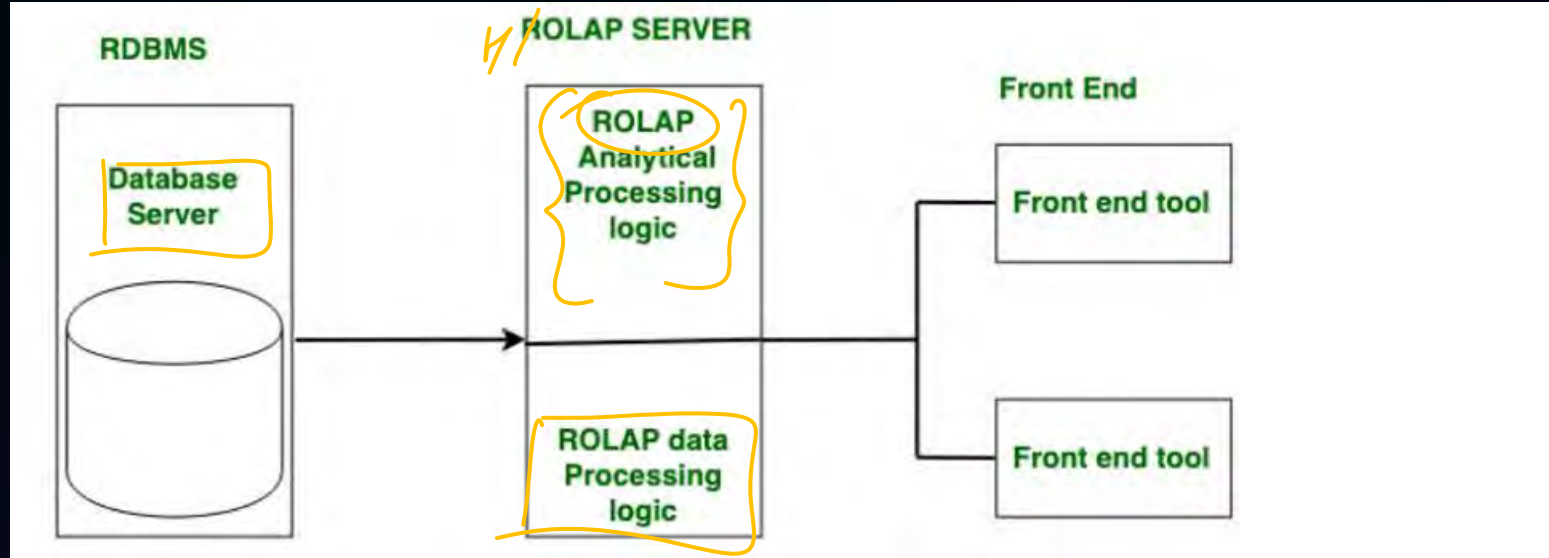 RDBMS
ROLAP SERVER
Front End
Database
Server
ROLAP
Analytical
Processing
logic
ROLAP data
Processing
logic
Front end tool
Front end tool